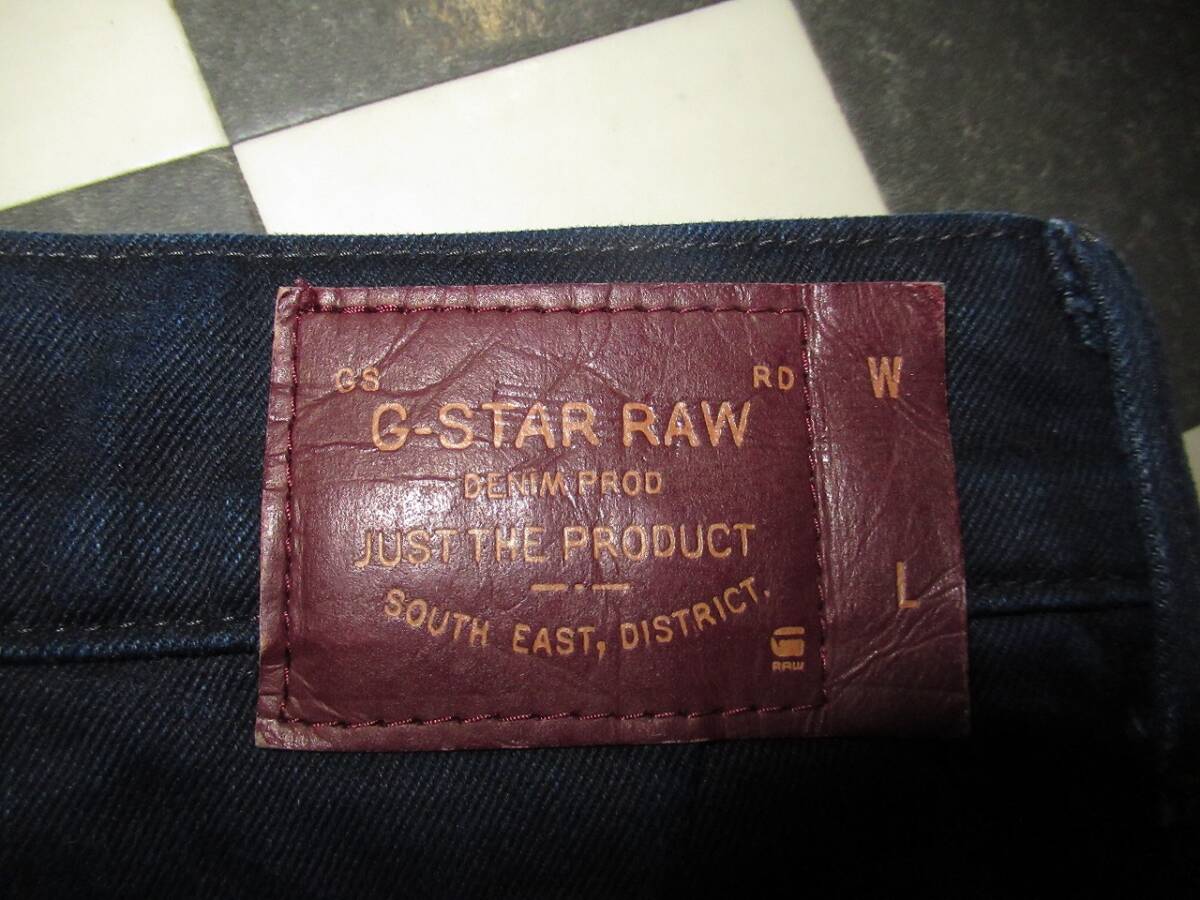 GS RD
G-STAR RAW
DENIM PROD
JUST THE PRODUCT
SOUTH EAST, DISTRICT.
RAW
W
L